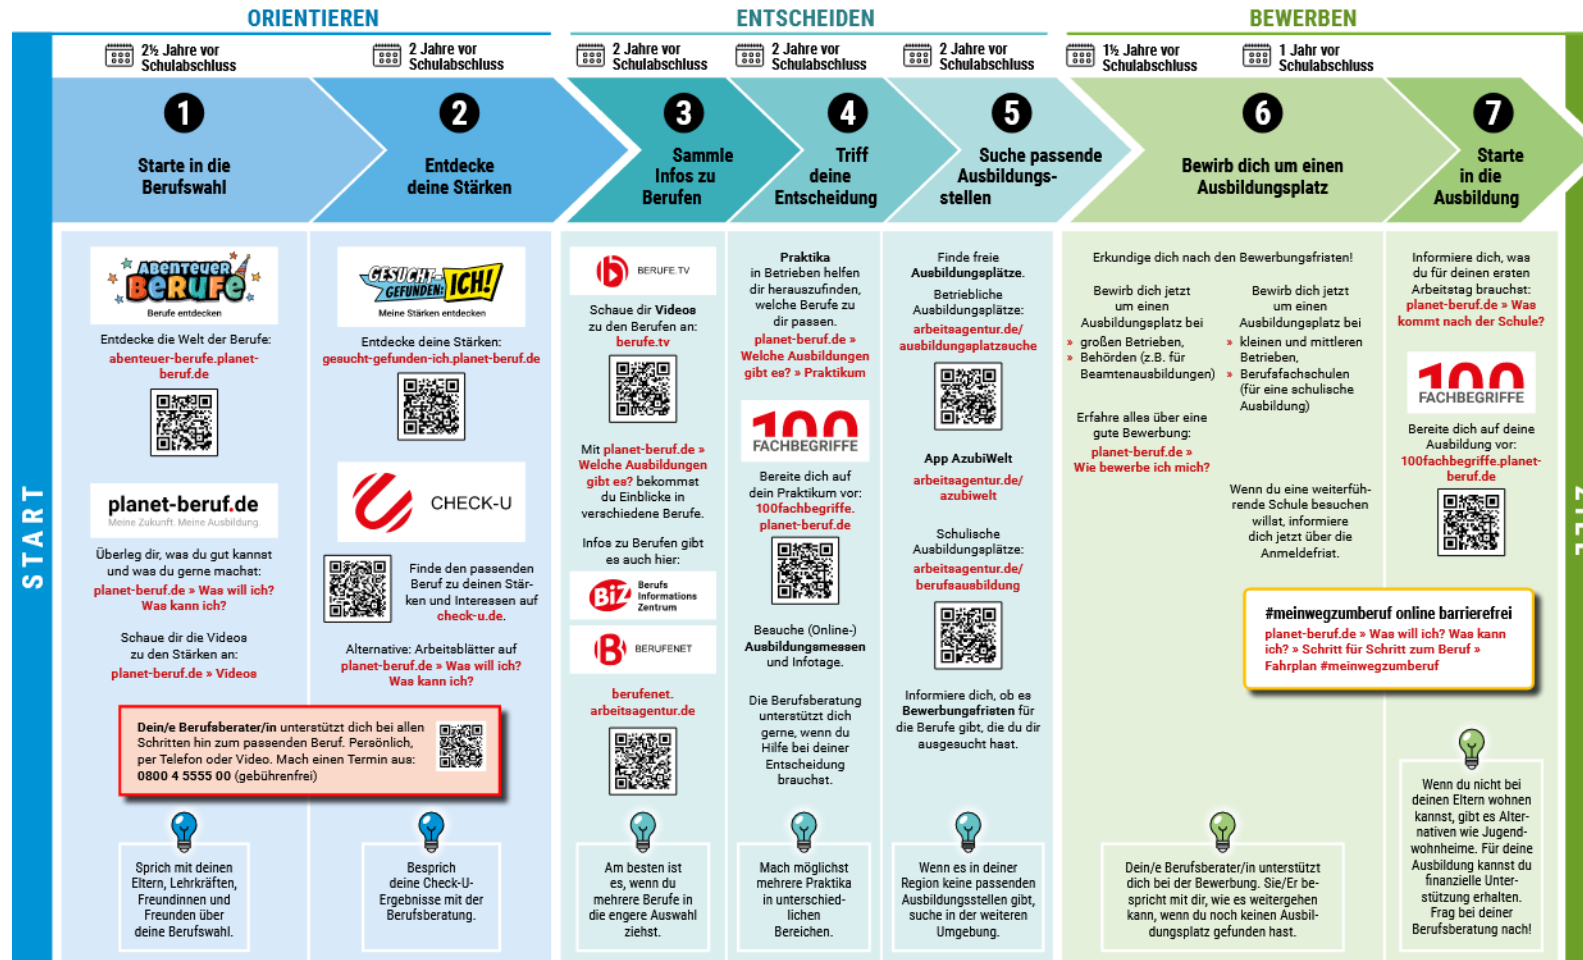 ORIENTIEREN
ENTSCHEIDEN
BEWERBEN
2½ Jahre vor
Schulabschluss
2 Jahre vor
Schulabschluss
2 Jahre vor
Schulabschluss
2 Jahre vor
Schulabschluss
2 Jahre vor
Schulabschluss
1½ Jahre vor
Schulabschluss
1 Jahr vor
Schulabschluss
START
1
Starte in die
Berufswahl
2
Entdecke
deine Stärken
3
Sammle
Infos zu
Berufen
4
Triff
deine
Entscheidung
5
Suche passende
Ausbildungs-
stellen
6
Bewirb dich um einen
Ausbildungsplatz
7
Starte
in die
Ausbildung
ABENTEUER
BERUFE
Berufe entdecken
Entdecke die Welt der Berufe:
abenteuer-berufe.planet-
beruf.de
planet-beruf.de
Meine Zukunft. Meine Ausbildung.
Überleg dir, was du gut kannst
und was du gerne machst:
planet-beruf.de » Was will ich?
Was kann ich?
Schaue dir die Videos
zu den Stärken an:
planet-beruf.de » Videos
GESUCHT-
GEFUNDEN:
ICH!
Meine Stärken entdecken
Entdecke deine Stärken:
gesucht-gefunden-ich.planet-beruf.de
CHECK-U
Finde den passenden
Beruf zu deinen Stär-
ken und Interessen auf
check-u.de.
Alternative: Arbeitsblätter auf
planet-beruf.de » Was will ich?
Was kann ich?
Dein/e Berufsberater/in unterstützt dich bei allen
Schritten hin zum passenden Beruf. Persönlich,
per Telefon oder Video. Mach einen Termin aus:
0800 4 5555 00 (gebührenfrei)
Sprich mit deinen
Eltern, Lehrkräften,
Freundinnen und
Freunden über
deine Berufswahl.
Besprich
deine Check-U-
Ergebnisse mit der
Berufsberatung.
BERUFE.TV
Schaue dir Videos
zu den Berufen an:
berufe.tv
Mit planet-beruf.de »
Welche Ausbildungen
gibt es? bekommst
du Einblicke in
verschiedene Berufe.
Infos zu Berufen gibt
es auch hier:
BiZ
Berufs
Informations
Zentrum
B
BERUFENET
berufenet.
arbeitsagentur.de
Am besten ist
es, wenn du
mehrere Berufe in
die engere Auswahl
ziehst.
Praktika
in Betrieben helfen
dir herauszufinden,
welche Berufe zu
dir passen.
planet-beruf.de »
Welche Ausbildungen
gibt es? » Praktikum
100
FACHBEGRIFFE
Bereite dich auf
dein Praktikum vor:
100fachbegriffe.
planet-beruf.de
Besuche (Online-)
Ausbildungsmessen
und Infotage.
Die Berufsberatung
unterstützt dich
gerne, wenn du
Hilfe bei deiner
Entscheidung
brauchst.
Mach möglichst
mehrere Praktika
in unterschied-
lichen
Bereichen.
Finde freie
Ausbildungsplätze.
Betriebliche
Ausbildungsplätze:
arbeitsagentur.de/
ausbildungsplatzsuche
App AzubiWelt
arbeitsagentur.de/
azubiwelt
Schulische
Ausbildungsplätze:
arbeitsagentur.de/
berufsausbildung
Informiere dich, ob es
Bewerbungsfristen für
die Berufe gibt, die du dir
ausgesucht hast.
Wenn es in deiner
Region keine passenden
Ausbildungsstellen gibt,
suche in der weiteren
Umgebung.
Erkundige dich nach den Bewerbungsfristen!
Bewirb dich jetzt
um einen
Ausbildungsplatz bei
» großen Betrieben,
» Behörden (z.B. für
Beamtenausbildungen)
Erfahre alles über eine
gute Bewerbung:
planet-beruf.de »
Wie bewerbe ich mich?
Bewirb dich jetzt
um einen
Ausbildungsplatz bei
» kleinen und mittleren
Betrieben,
» Berufsfachschulen
(für eine schulische
Ausbildung)
Wenn du eine weiterfüh-
rende Schule besuchen
willst, informiere
dich jetzt über die
Anmeldefrist.
#meinwegzumberuf online barrierefrei
planet-beruf.de » Was will ich? Was kann
ich? » Schritt für Schritt zum Beruf »
Fahrplan #meinwegzumberuf
Dein/e Berufsberater/in unterstützt
dich bei der Bewerbung. Sie/Er be-
spricht mit dir, wie es weitergehen
kann, wenn du noch keinen Ausbil-
dungsplatz gefunden hast.
Informiere dich, was
du für deinen ersten
Arbeitstag brauchst:
planet-beruf.de » Was
kommt nach der Schule?
100
FACHBEGRIFFE
Bereite dich auf deine
Ausbildung vor:
100fachbegriffe.planet-
beruf.de
Wenn du nicht bei
deinen Eltern wohnen
kannst, gibt es Alter-
nativen wie Jugend-
wohnheime. Für deine
Ausbildung kannst du
finanzielle Unter-
stützung erhalten.
Frag bei deiner
Berufsberatung nach!
ZIEL